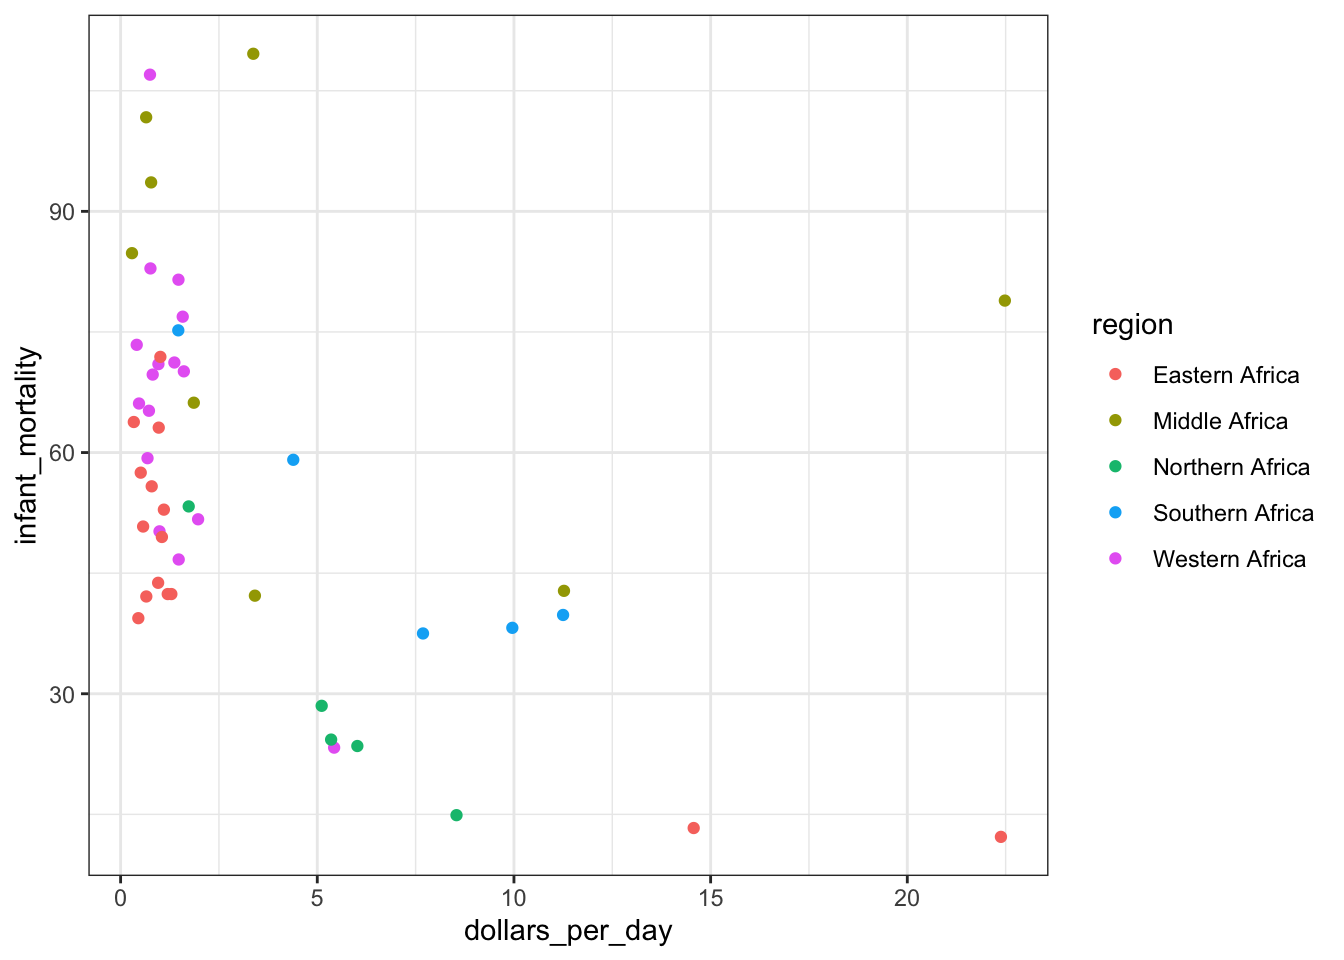 infant_mortality
90
60
30
0 5 10 15 20
dollars_per_day
region
Eastern Africa
Middle Africa
Northern Africa
Southern Africa
Western Africa